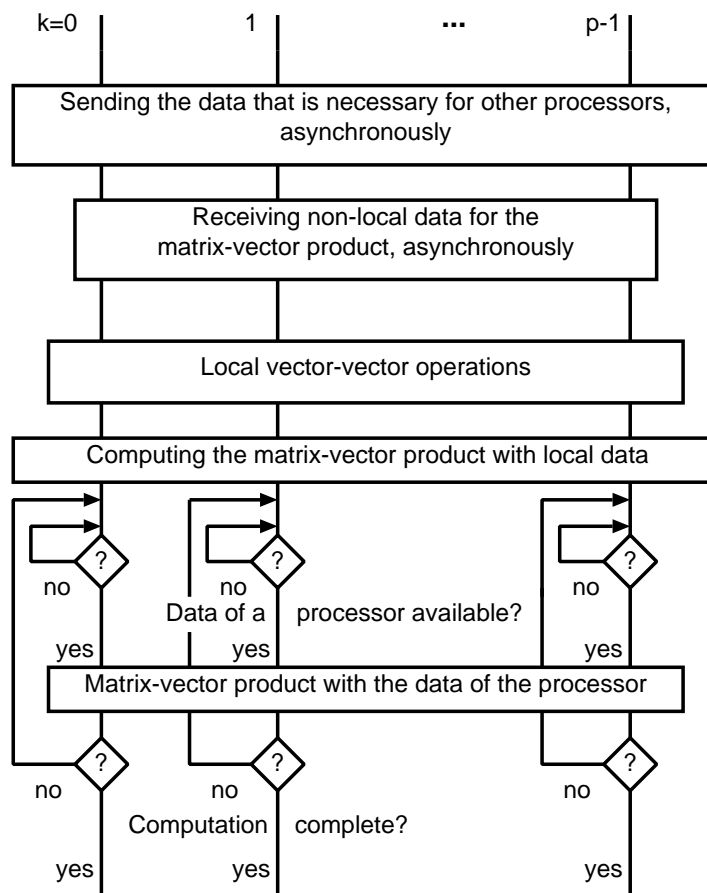 k=0 1 ... p-1
Sending the data that is necessary for other processors,
asynchronously
Receiving non-local data for the
matrix-vector product, asynchronously
Local vector-vector operations
Computing the matrix-vector product with local data
? ? ?
no no no
Data of a processor available?
yes yes yes
Matrix-vector product with the data of the processor
? ? ?
no no no
Computation complete?
yes yes yes